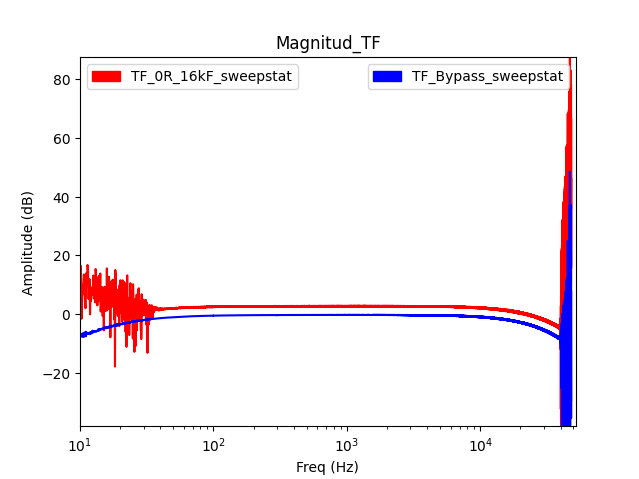 Magnitud_TF
TF_0R_16kF_sweepstat
TF_Bypass_sweepstat
80
60
40
20
0
−20
Amplitude (dB)
10¹
10²
10³
10⁴
Freq (Hz)